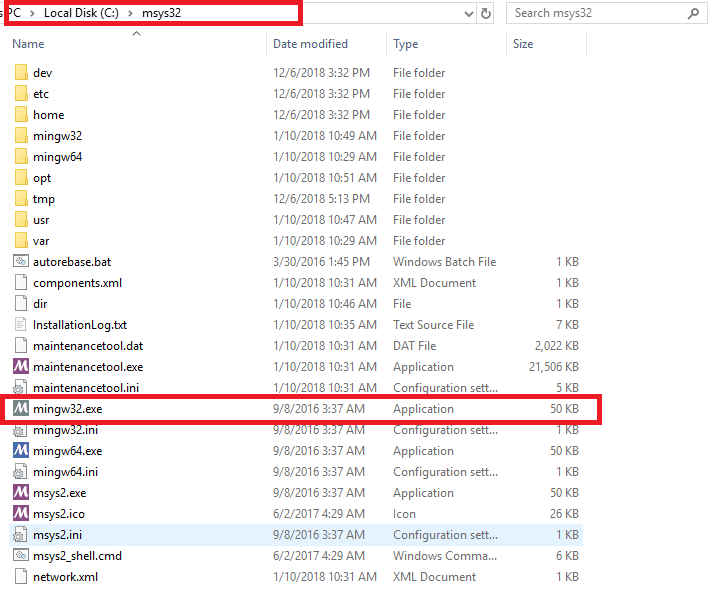 s PC > Local Disk (C:) > msys32 Search msys32
Name Date modified Type Size
dev 12/6/2018 3:32 PM File folder
etc 12/6/2018 3:32 PM File folder
home 12/6/2018 3:32 PM File folder
mingw32 1/10/2018 10:49 AM File folder
mingw64 1/10/2018 10:29 AM File folder
opt 1/10/2018 10:51 AM File folder
tmp 12/6/2018 5:13 PM File folder
usr 1/10/2018 10:47 AM File folder
var 1/10/2018 10:29 AM File folder
autorebase.bat 3/30/2016 1:45 PM Windows Batch File 1 KB
components.xml 1/10/2018 10:31 AM XML Document 1 KB
dir 1/10/2018 10:46 AM File 1 KB
InstallationLog.txt 1/10/2018 10:35 AM Text Source File 7 KB
maintenancetool.dat 1/10/2018 10:31 AM DAT File 2,022 KB
maintenancetool.exe 1/10/2018 10:31 AM Application 21,506 KB
maintenancetool.ini 1/10/2018 10:31 AM Configuration sett... 5 KB
mingw32.exe 9/8/2016 3:37 AM Application 50 KB
mingw32.ini 9/8/2016 3:37 AM Configuration sett... 1 KB
mingw64.exe 9/8/2016 3:37 AM Application 50 KB
mingw64.ini 9/8/2016 3:37 AM Configuration sett... 1 KB
msys2.exe 9/8/2016 3:37 AM Application 50 KB
msys2.ico 6/2/2017 4:29 AM Icon 26 KB
msys2.ini 9/8/2016 3:37 AM Configuration sett... 1 KB
msys2_shell.cmd 6/2/2017 4:29 AM Windows Comma... 6 KB
network.xml 1/10/2018 10:31 AM XML Document 1 KB